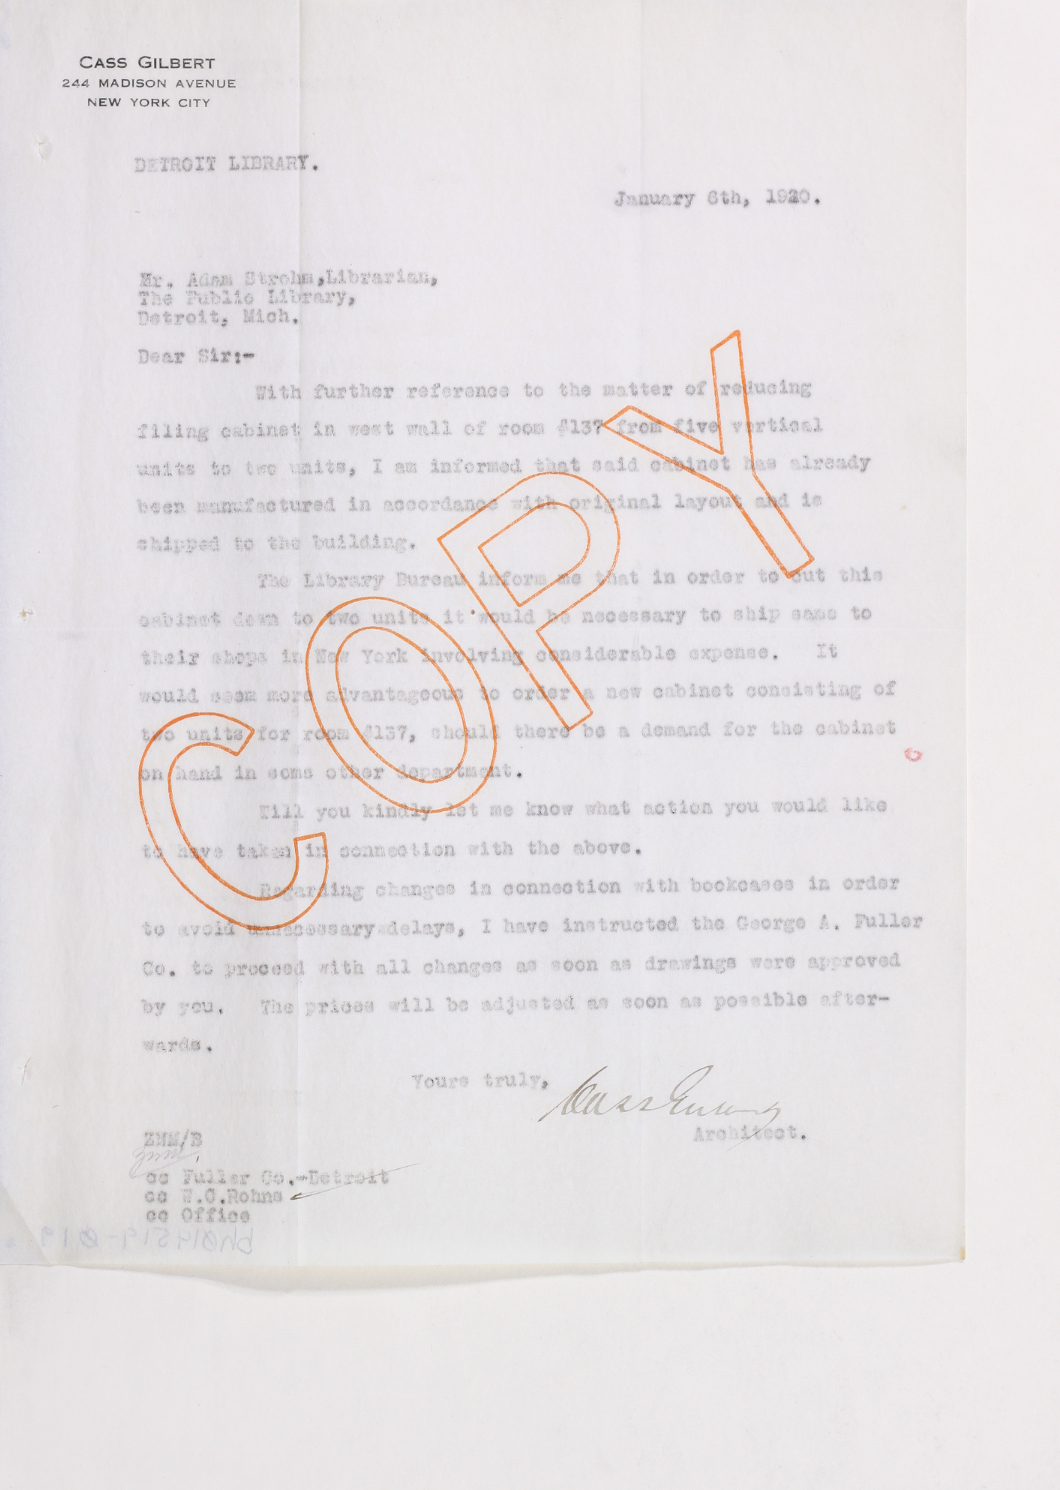 CASS GILBERT
244 MADISON AVENUE
NEW YORK CITY
DETROIT LIBRARY.
January 6th, 1920.
Mr. Adam Strohm,Librarian,
The Public Library,
Detroit, Mich.
Dear Sir:-
With further reference to the matter of reducing
filing cabinet in west wall of room #137 from five vertical
units to two units, I am informed that said cabinet has already
been manufactured in accordance with original layout and is
shipped to the building.
The Library Bureau inform me that in order to cut this
cabinet down to two units it would be necessary to ship same to
their shops in New York involving considerable expense. It
would seem more advantageous to order a new cabinet consisting of
two units for room #137, should there be a demand for the cabinet
on hand in some other department.
Will you kindly let me know what action you would like
to have taken in connection with the above.
Regarding changes in connection with bookcases in order
to avoid unnecessary delays, I have instructed the George A. Fuller
Co. to proceed with all changes as soon as drawings were approved
by you. The prices will be adjusted as soon as possible after-
wards.
Yours truly,
Cass Gilbert
Architect.
ZNM/B
cc Fuller Co.-Detroit
cc W.G.Rohns
cc Office
COPY